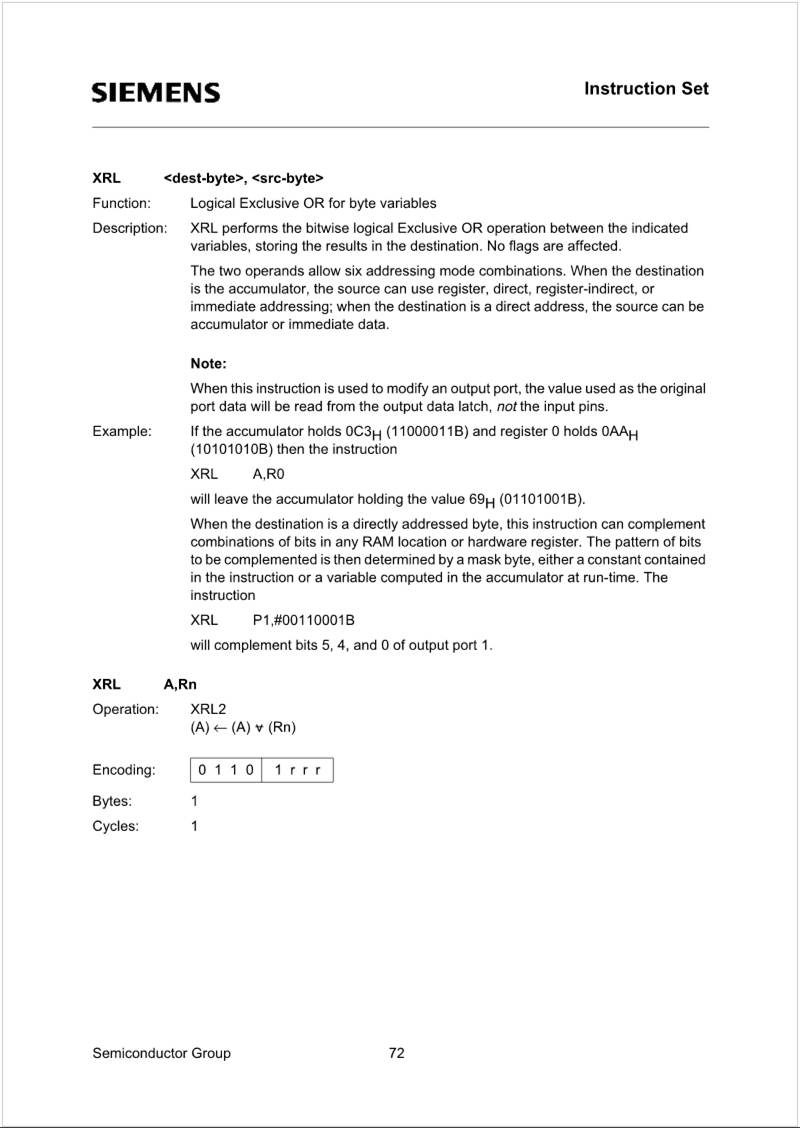 SIEMENS
Instruction Set
XRL <dest-byte>, <src-byte>
Function: Logical Exclusive OR for byte variables
Description: XRL performs the bitwise logical Exclusive OR operation between the indicated
variables, storing the results in the destination. No flags are affected.
The two operands allow six addressing mode combinations. When the destination
is the accumulator, the source can use register, direct, register-indirect, or
immediate addressing; when the destination is a direct address, the source can be
accumulator or immediate data.
Note:
When this instruction is used to modify an output port, the value used as the original
port data will be read from the output data latch, not the input pins.
Example: If the accumulator holds 0C3H (11000011B) and register 0 holds 0AAH
(10101010B) then the instruction
XRL A,R0
will leave the accumulator holding the value 69H (01101001B).
When the destination is a directly addressed byte, this instruction can complement
combinations of bits in any RAM location or hardware register. The pattern of bits
to be complemented is then determined by a mask byte, either a constant contained
in the instruction or a variable computed in the accumulator at run-time. The
instruction
XRL P1,#00110001B
will complement bits 5, 4, and 0 of output port 1.
XRL A,Rn
Operation: XRL2
(A) ← (A) ⩝ (Rn)
Encoding: 0 1 1 0 1 r r r
Bytes: 1
Cycles: 1
Semiconductor Group 72